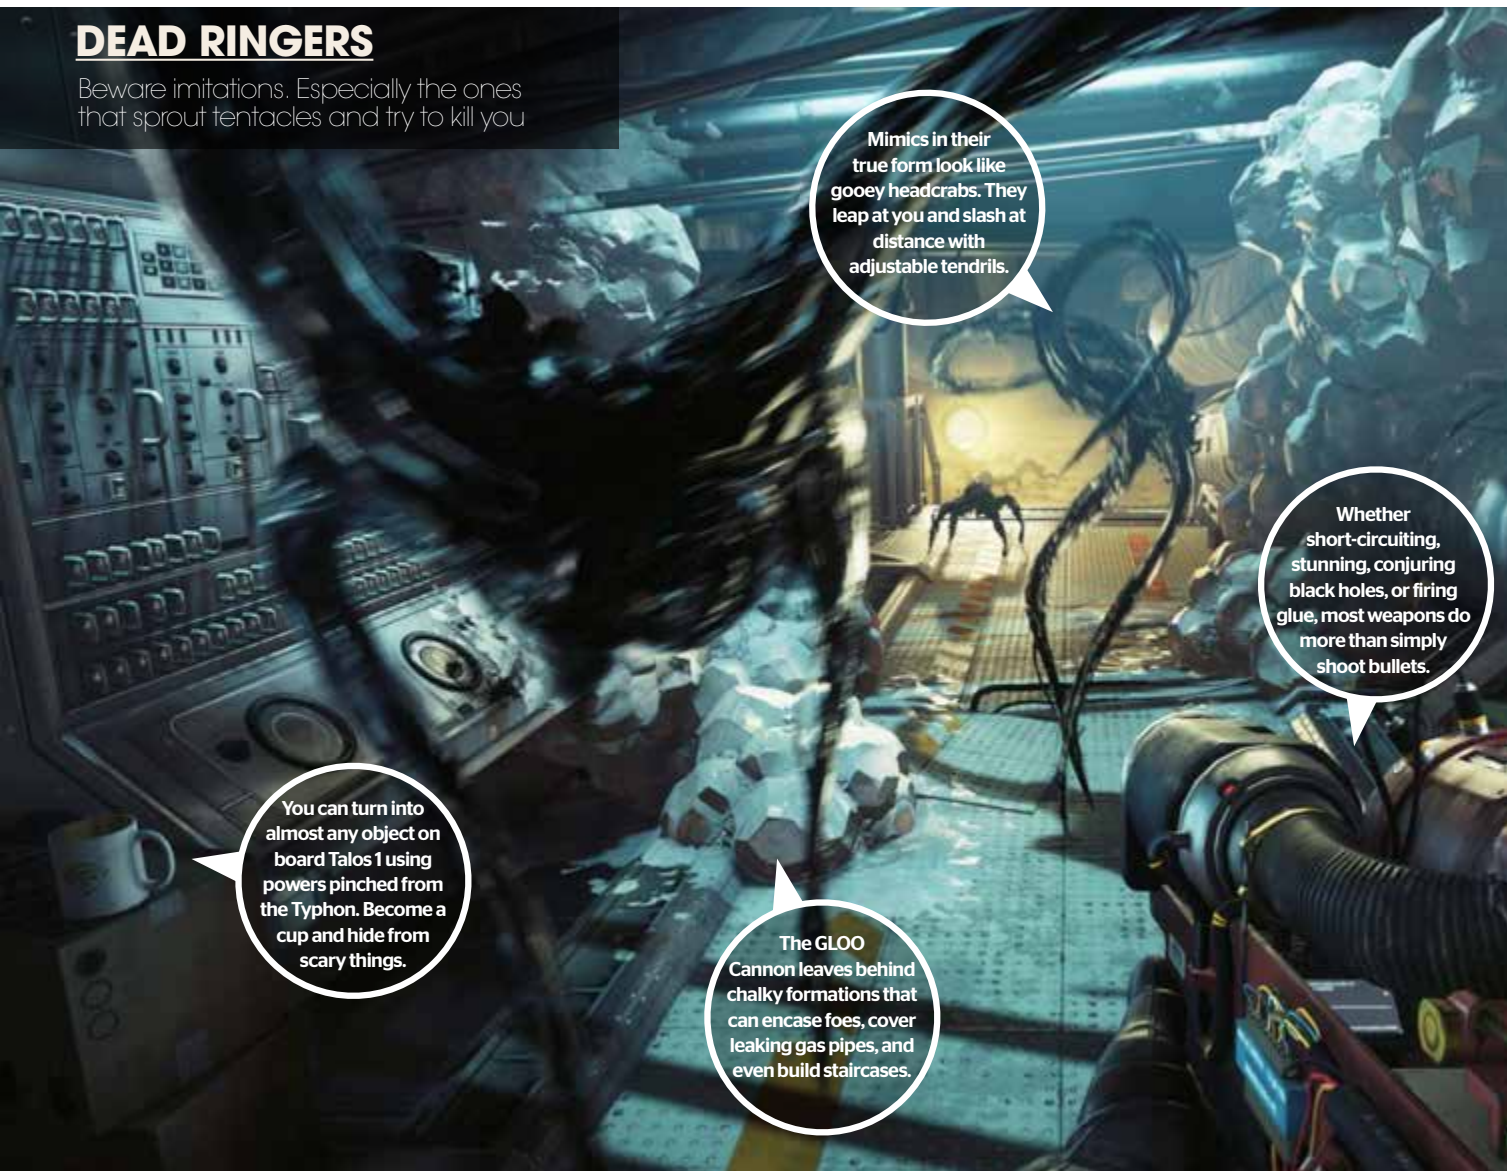 DEAD RINGERS
Beware imitations. Especially the ones
that sprout tentacles and try to kill you
Mimics in their
true form look like
gooey headcrabs. They
leap at you and slash at
distance with
adjustable tendrils.
Whether
short-circuiting,
stunning, conjuring
black holes, or firing
glue, most weapons do
more than simply
shoot bullets.
You can turn into
almost any object on
board Talos 1 using
powers pinched from
the Typhon. Become a
cup and hide from
scary things.
The GLOO
Cannon leaves behind
chalky formations that
can encase foes, cover
leaking gas pipes, and
even build staircases.